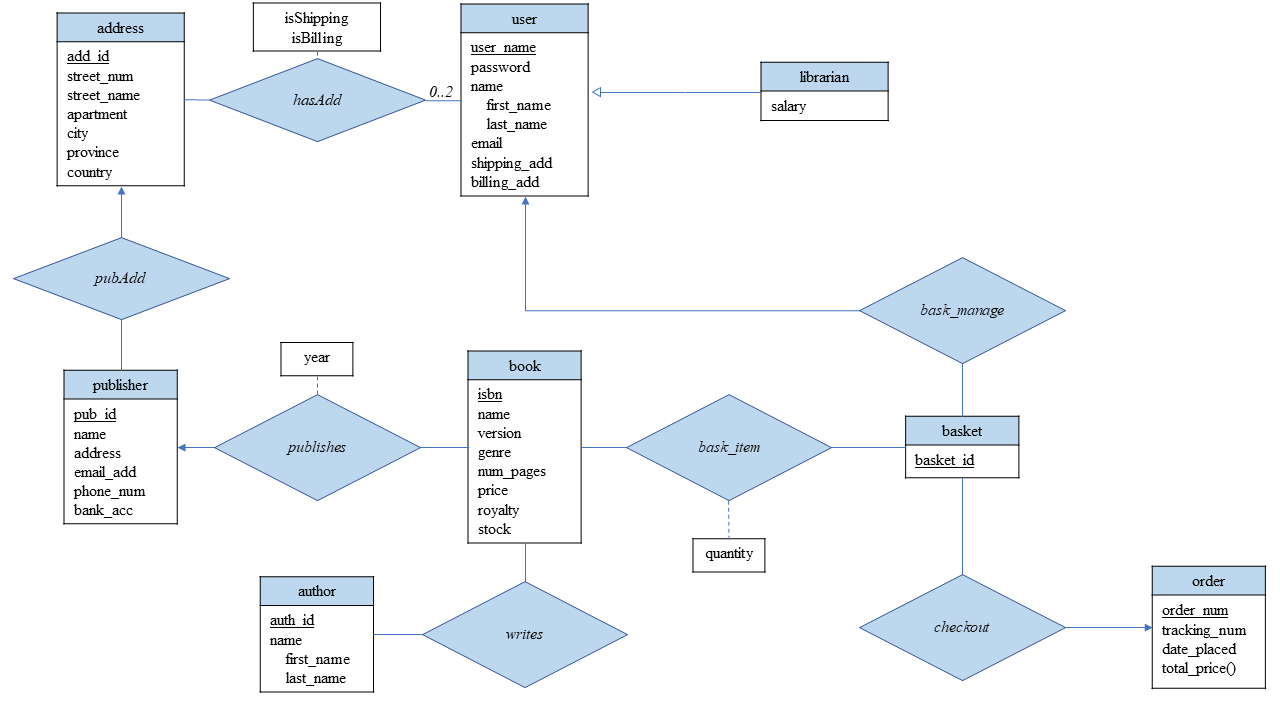 address
add_id
street_num
street_name
apartment
city
province
country
isShipping
isBilling
hasAdd
0..2
user
user_name
password
name
first_name
last_name
email
shipping_add
billing_add
librarian
salary
pubAdd
bask_manage
publisher
pub_id
name
address
email_add
phone_num
bank_acc
year
publishes
book
isbn
name
version
genre
num_pages
price
royalty
stock
bask_item
quantity
basket
basket_id
author
auth_id
name
first_name
last_name
writes
checkout
order
order_num
tracking_num
date_placed
total_price()